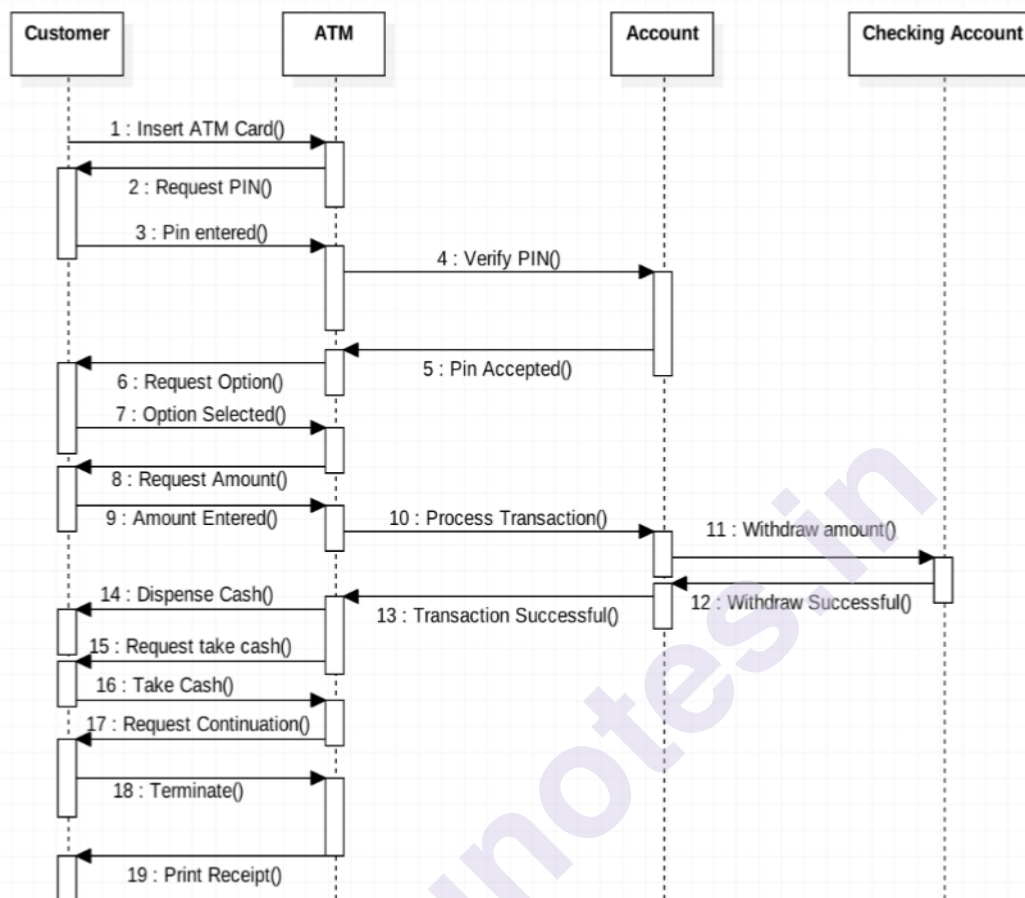 Customer
ATM
Account
Checking Account
1 : Insert ATM Card()
2 : Request PIN()
3 : Pin entered()
4 : Verify PIN()
5 : Pin Accepted()
6 : Request Option()
7 : Option Selected()
8 : Request Amount()
9 : Amount Entered()
10 : Process Transaction()
11 : Withdraw amount()
12 : Withdraw Successful()
13 : Transaction Successful()
14 : Dispense Cash()
15 : Request take cash()
16 : Take Cash()
17 : Request Continuation()
18 : Terminate()
19 : Print Receipt()
unotes.in